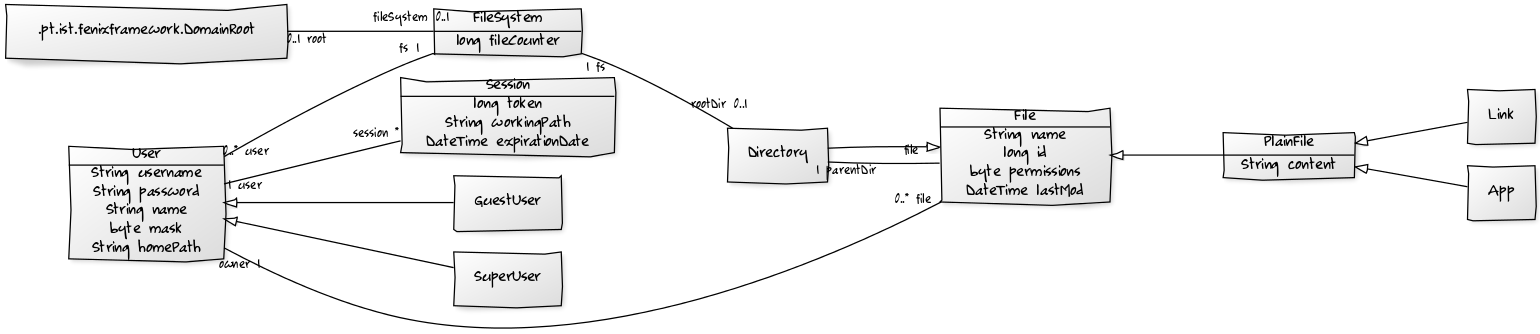 .pt.ist.fenixframework.DomainRoot
0..1 root
fileSystem 0..1
FileSystem
long fileCounter
fs 1
1 fs
rootDir 0..1
Session
long token
String workingPath
DateTime expirationDate
session *
0..* user
1 user
User
String username
String password
String name
byte mask
String homePath
owner 1
GuestUser
SuperUser
Directory
file
1 parentDir
0..* file
File
String name
long id
byte permissions
DateTime lastMod
PlainFile
String content
Link
App